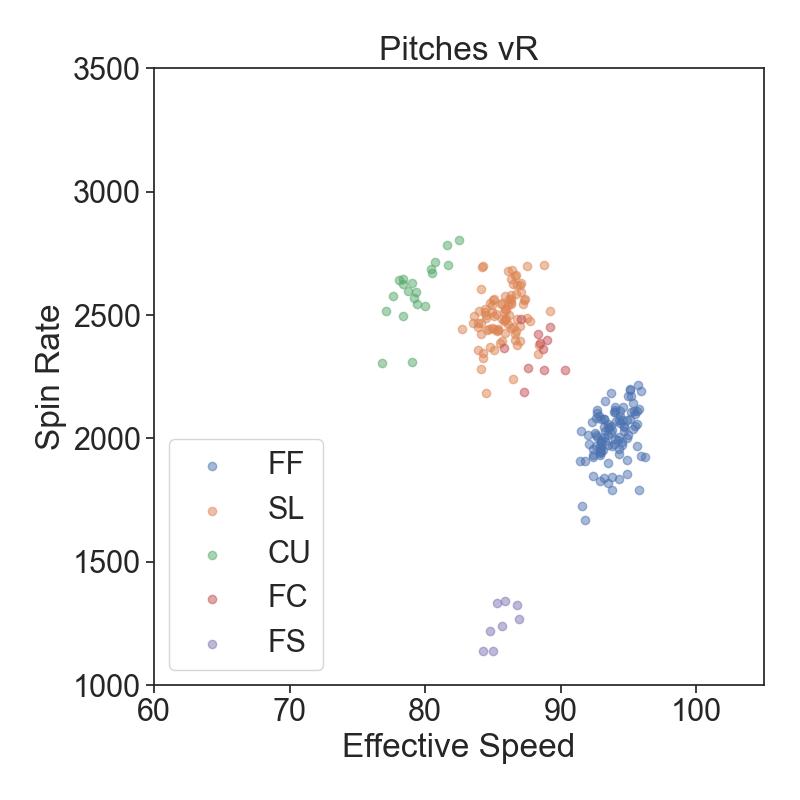 Pitches vR
3500
3000
2500
2000
1500
1000
Spin Rate
FF
SL
CU
FC
FS
60 70 80 90 100
Effective Speed